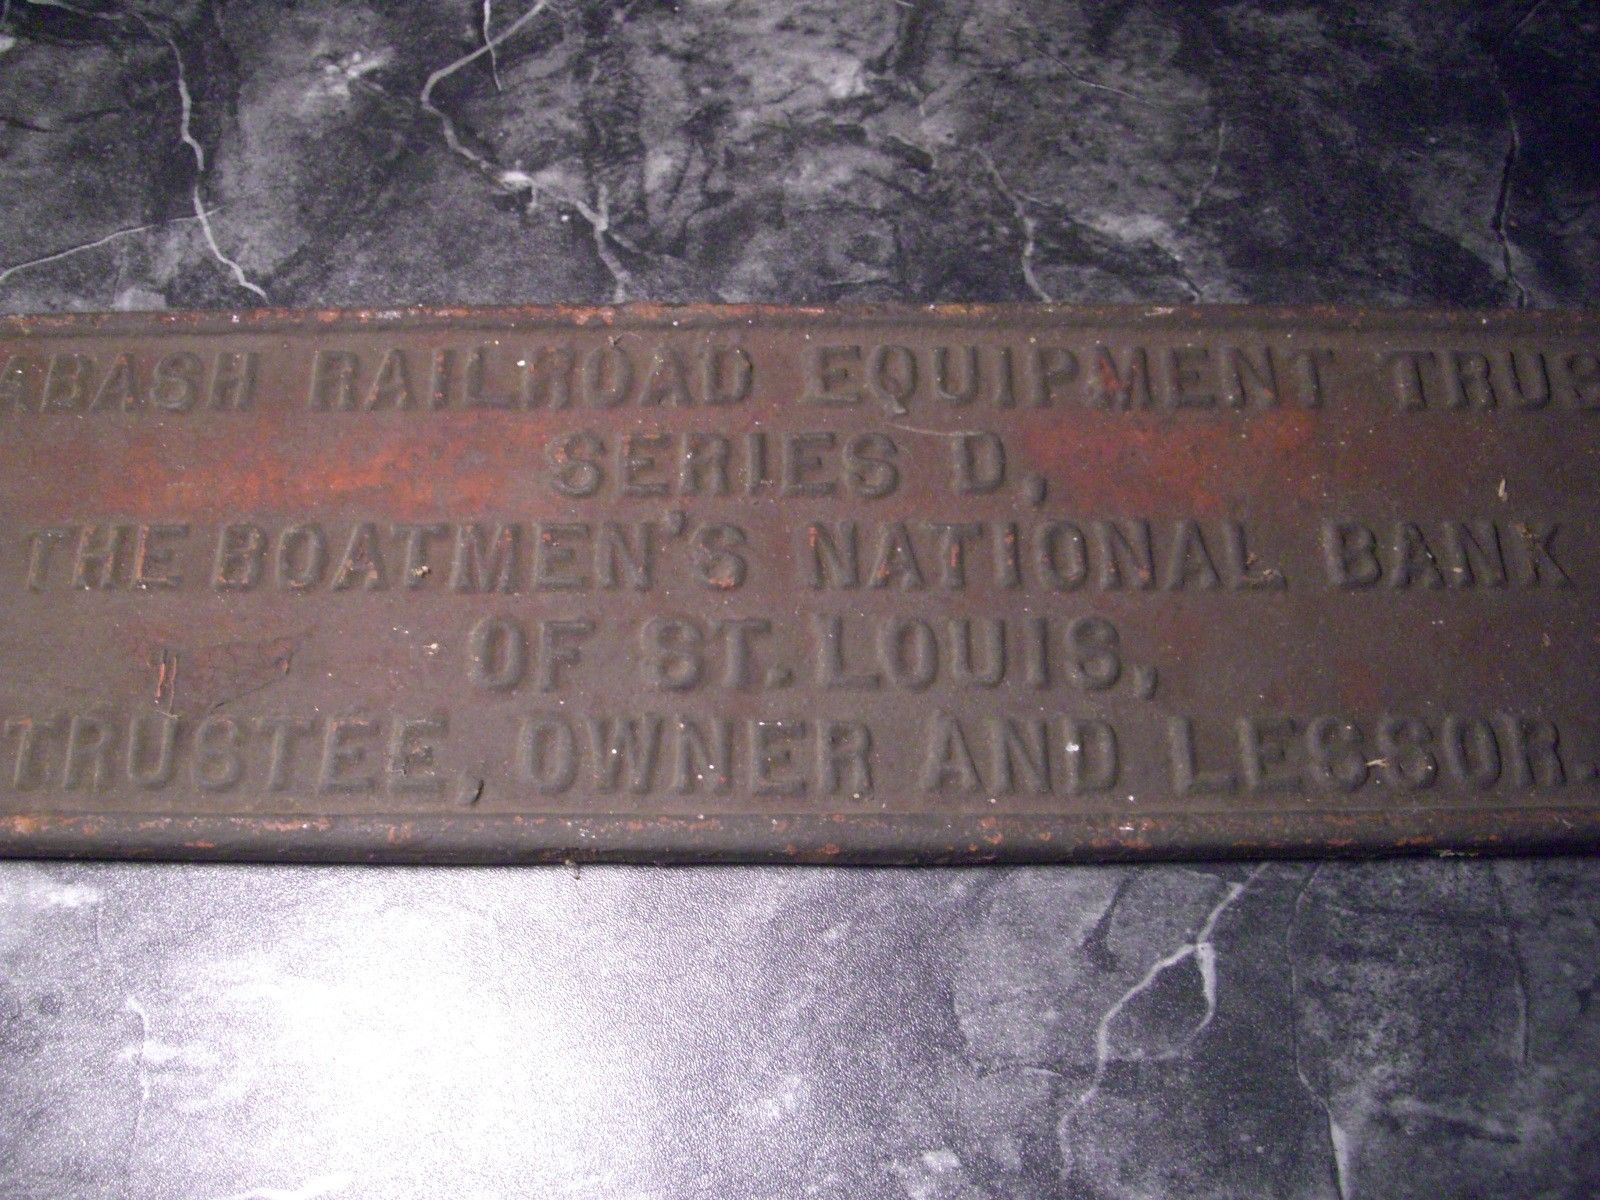 ABASH RAILROAD EQUIPMENT TRUS
SERIES D,
THE BOATMEN'S NATIONAL BANK
OF ST. LOUIS,
TRUSTEE, OWNER AND LESSOR.